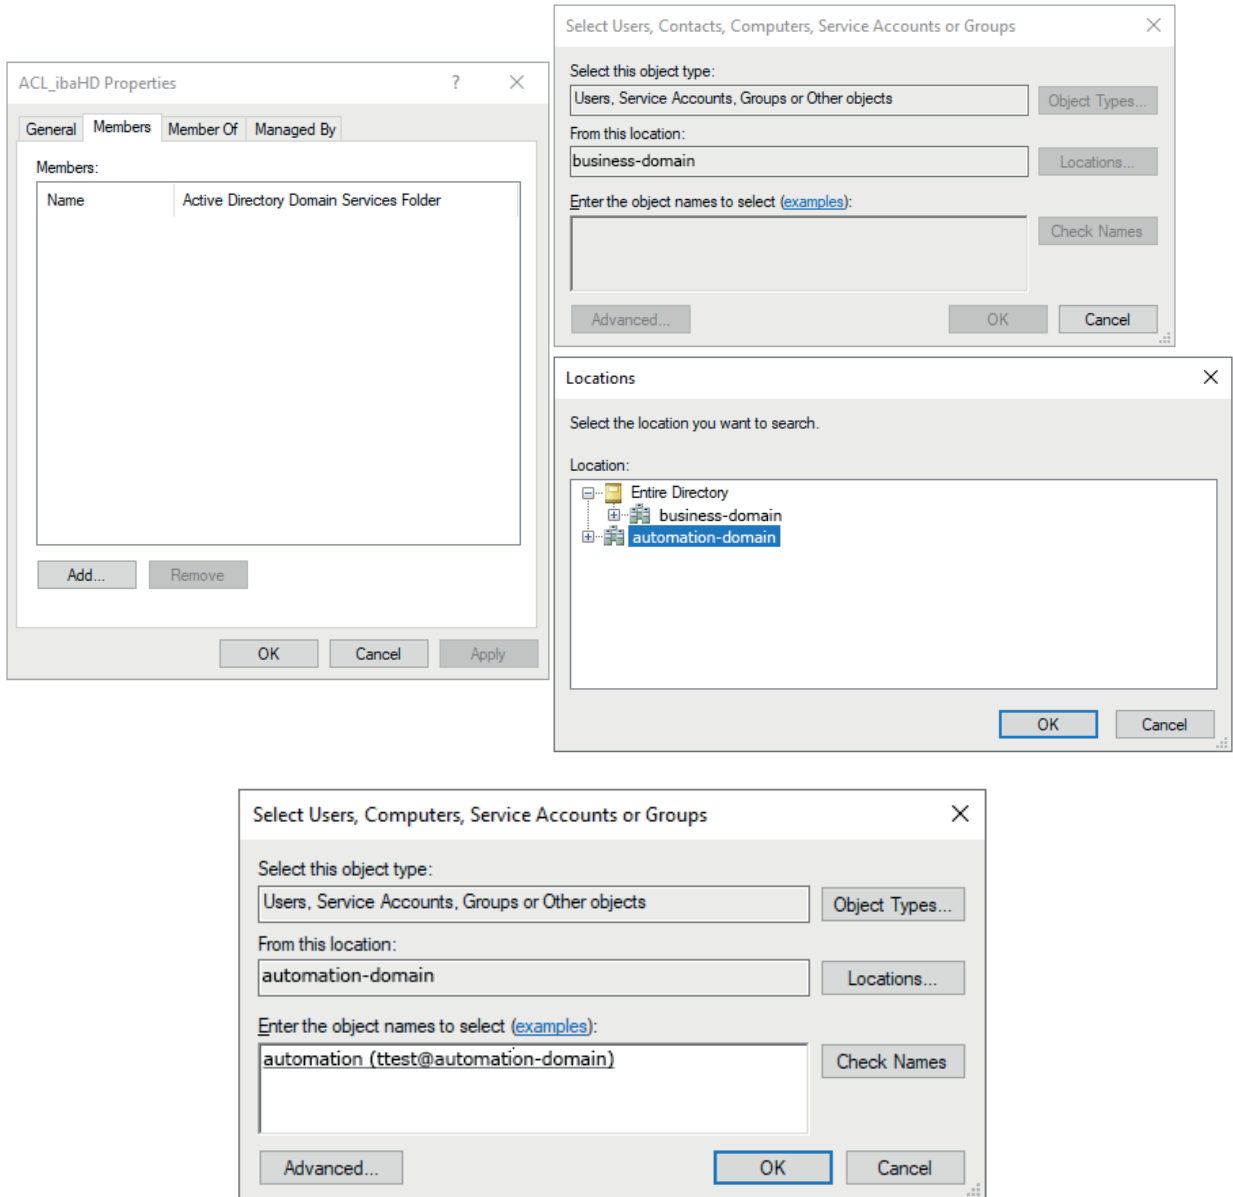 ACL_ibaHD Properties ?
General Members Member Of Managed By
Members:
Name Active Directory Domain Services Folder
Add... Remove
OK Cancel Apply
Select Users, Contacts, Computers, Service Accounts or Groups
Select this object type:
Users, Service Accounts, Groups or Other objects Object Types...
From this location:
business-domain Locations...
Enter the object names to select (examples):
Check Names
Advanced... OK Cancel
Locations
Select the location you want to search.
Location:
Entire Directory
business-domain
automation-domain
OK Cancel
Select Users, Computers, Service Accounts or Groups
Select this object type:
Users, Service Accounts, Groups or Other objects Object Types...
From this location:
automation-domain Locations...
Enter the object names to select (examples):
automation (ttest@automation-domain) Check Names
Advanced... OK Cancel